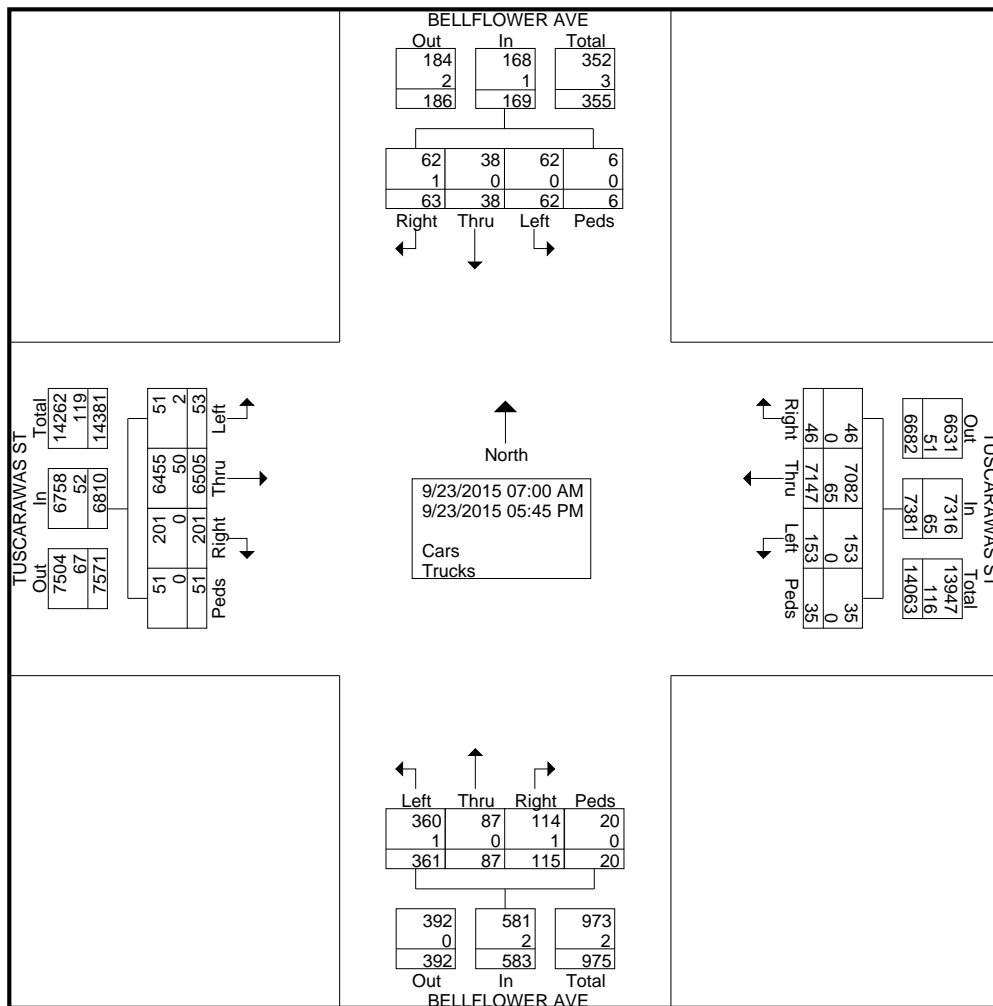 BELLFLOWER AVE
Out In Total
184 168 352
2 1 3
186 169 355
62 38 62 6
1 0 0 0
63 38 62 6
Right Thru Left Peds
TUSCARAWAS ST
Total In Out
14262 6758 7504
119 52 67
14381 6810 7571
51 6455 201 51
2 50 0 0
53 6505 201 51
Left Thru Right Peds
North
9/23/2015 07:00 AM
9/23/2015 05:45 PM
Cars
Trucks
TUSCARAWAS ST
Out In Total
6631 7316 13947
51 65 116
6682 7381 14063
46 7082 153 35
0 65 0 0
46 7147 153 35
Right Thru Left Peds
Left Thru Right Peds
360 87 114 20
1 0 1 0
361 87 115 20
392 581 973
0 2 2
392 583 975
Out In Total
BELLFLOWER AVE